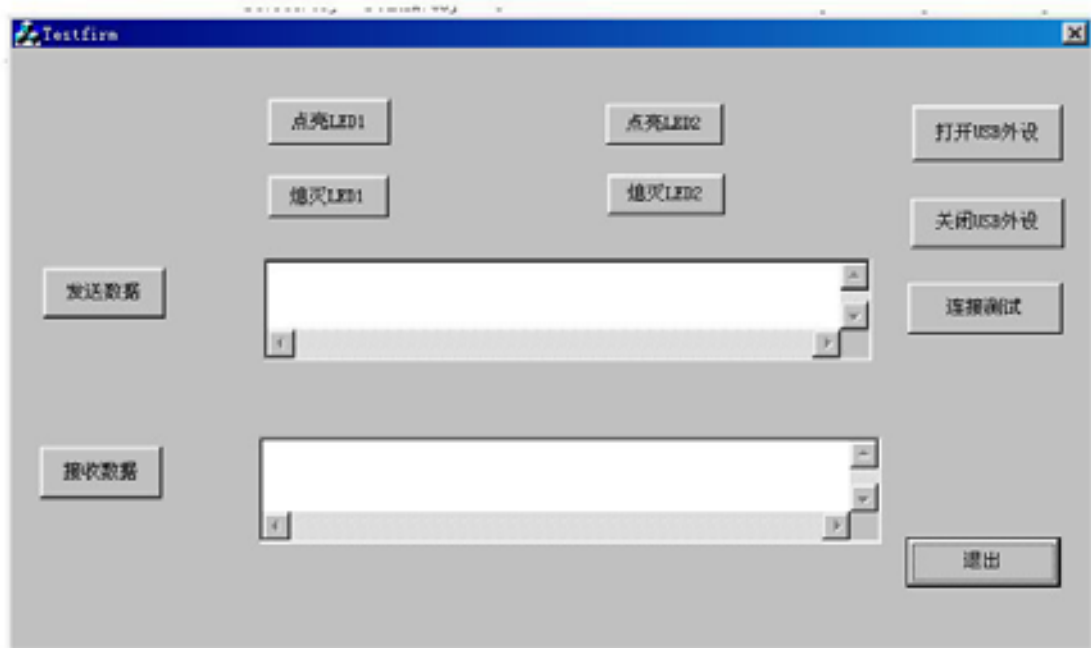 Testfirm
点亮LED1
点亮LED2
打开USB外设
熄灭LED1
熄灭LED2
关闭USB外设
发送数据
连接测试
接收数据
退出